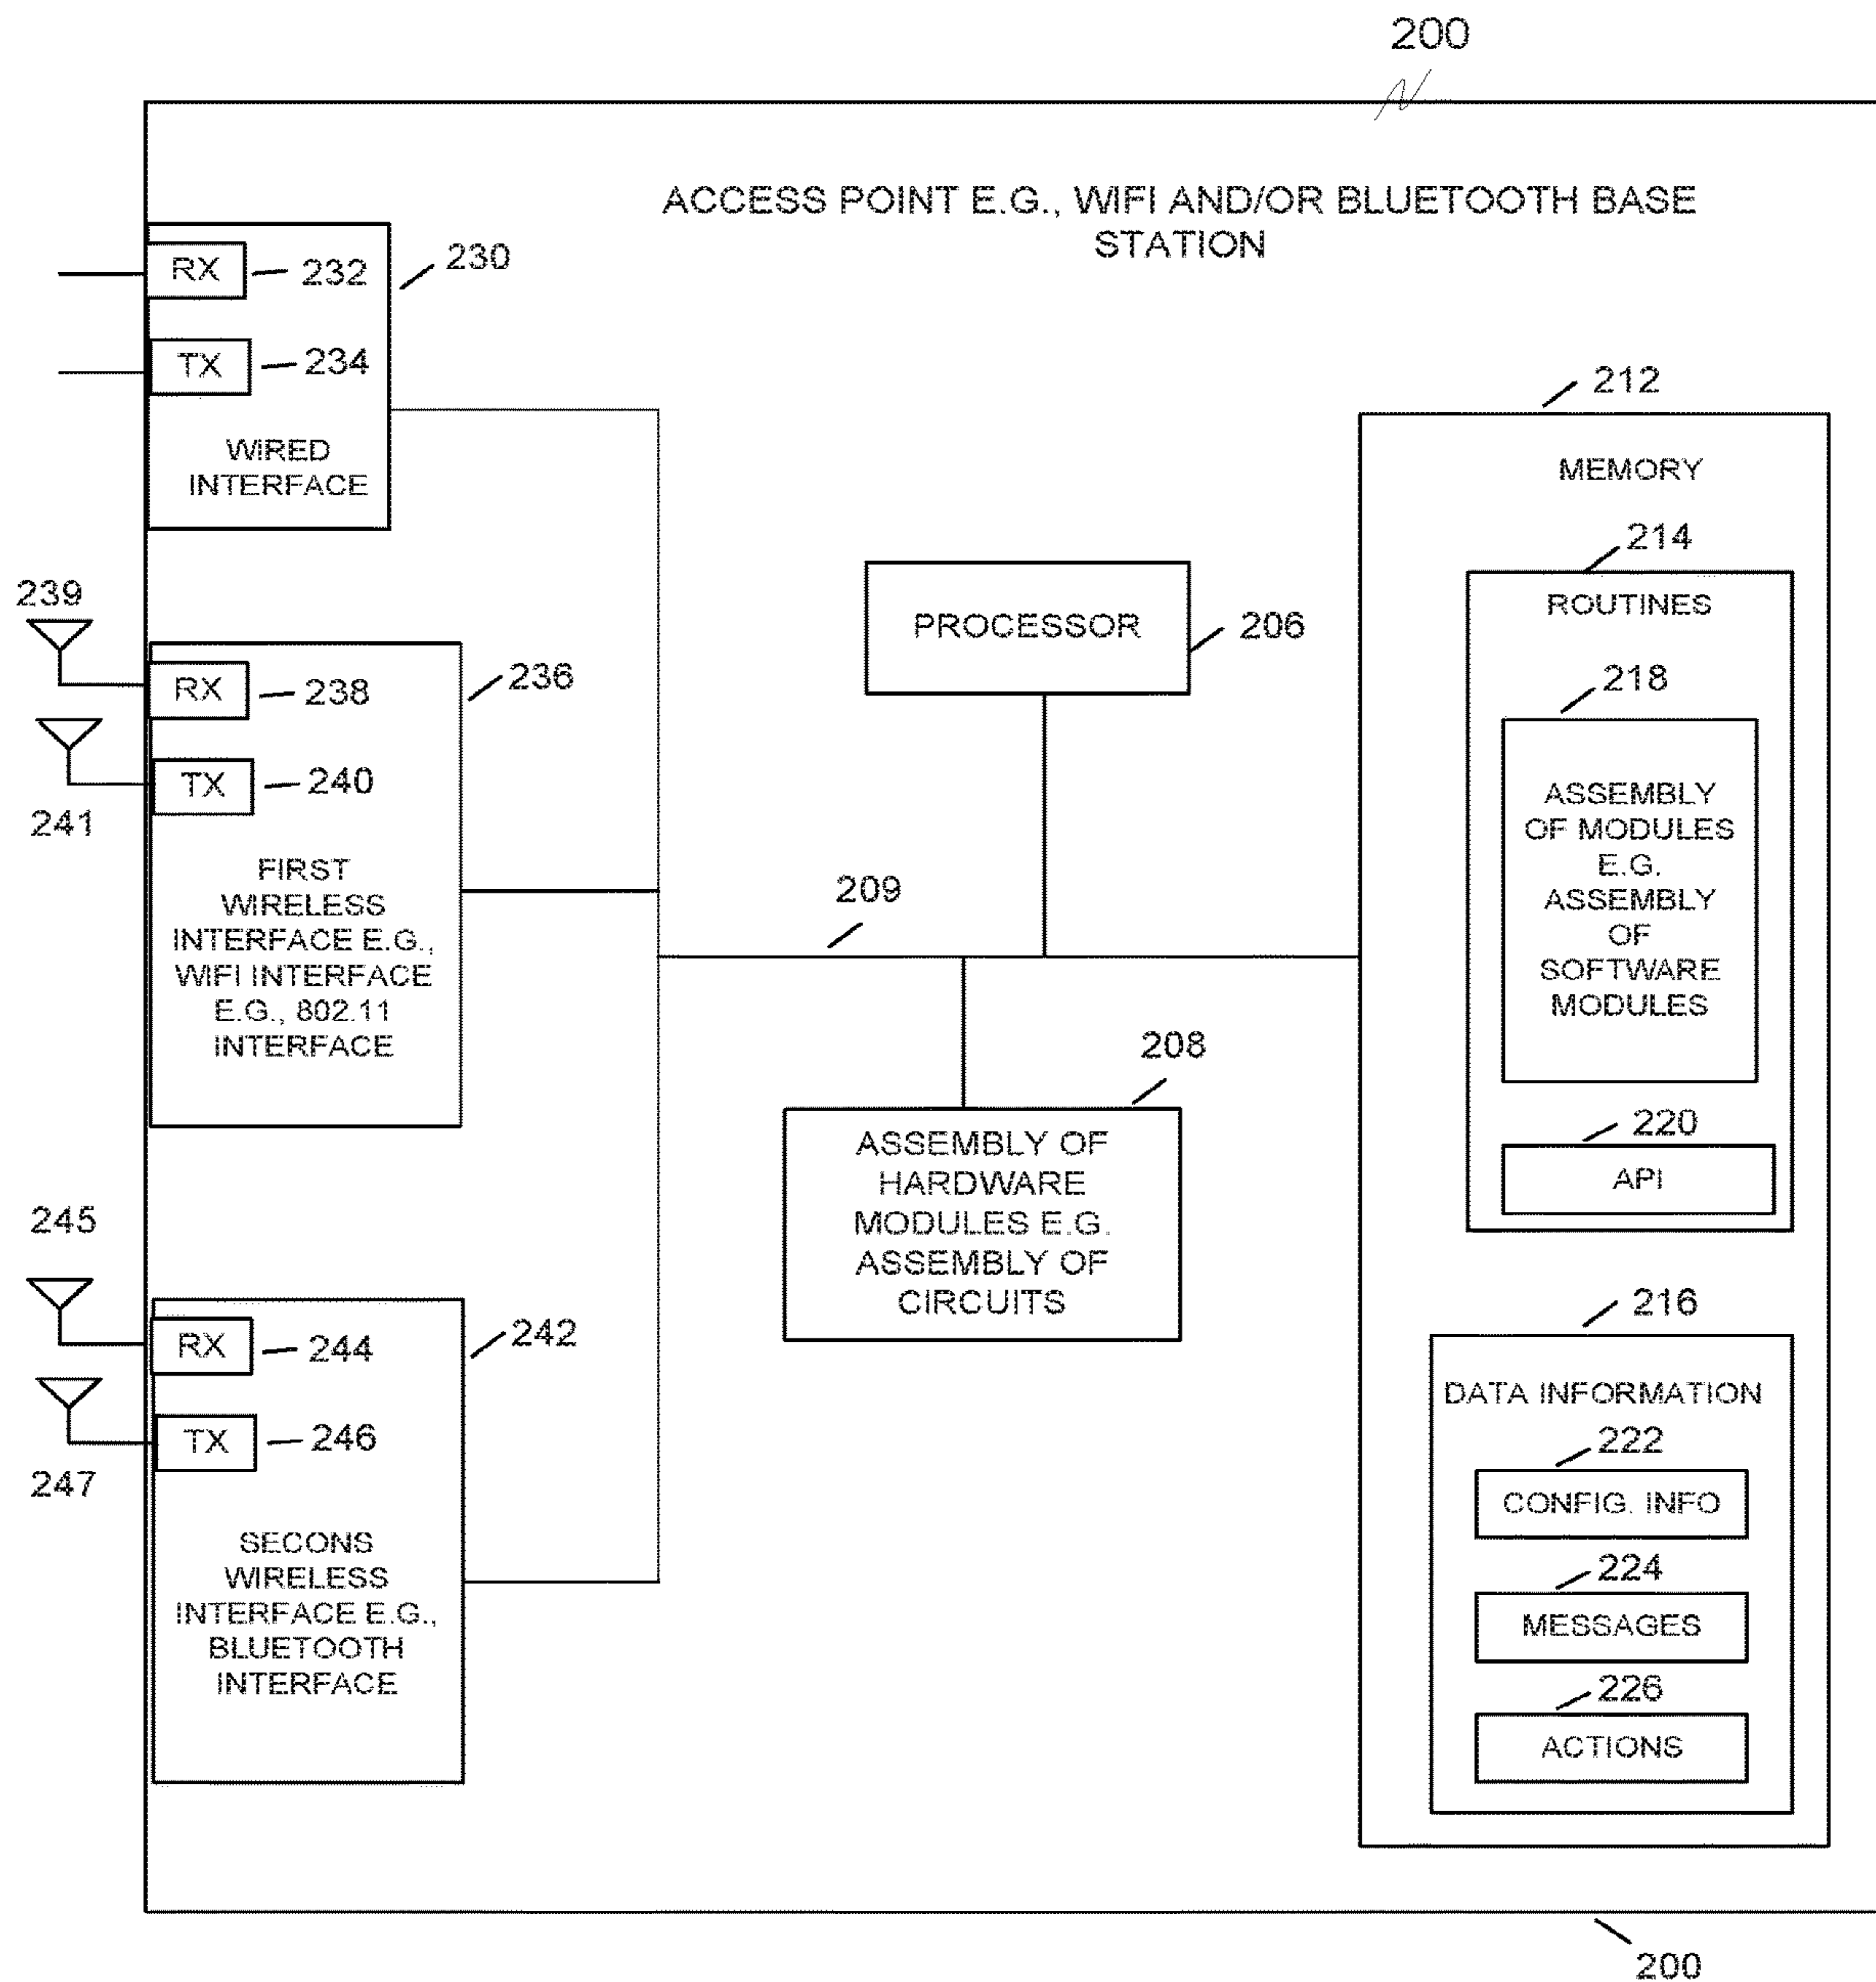 200
ACCESS POINT E.G., WIFI AND/OR BLUETOOTH BASE
STATION
RX
232
230
TX
234
WIRED
INTERFACE
239
RX
238
236
TX
240
241
FIRST
WIRELESS
INTERFACE E.G.,
WIFI INTERFACE
E.G., 802.11
INTERFACE
245
RX
244
242
TX
246
247
SECONS
WIRELESS
INTERFACE E.G.,
BLUETOOTH
INTERFACE
PROCESSOR
206
209
208
ASSEMBLY OF
HARDWARE
MODULES E.G.
ASSEMBLY OF
CIRCUITS
212
MEMORY
214
ROUTINES
218
ASSEMBLY
OF MODULES
E.G.
ASSEMBLY
OF
SOFTWARE
MODULES
220
API
216
DATA INFORMATION
222
CONFIG. INFO
224
MESSAGES
226
ACTIONS
200